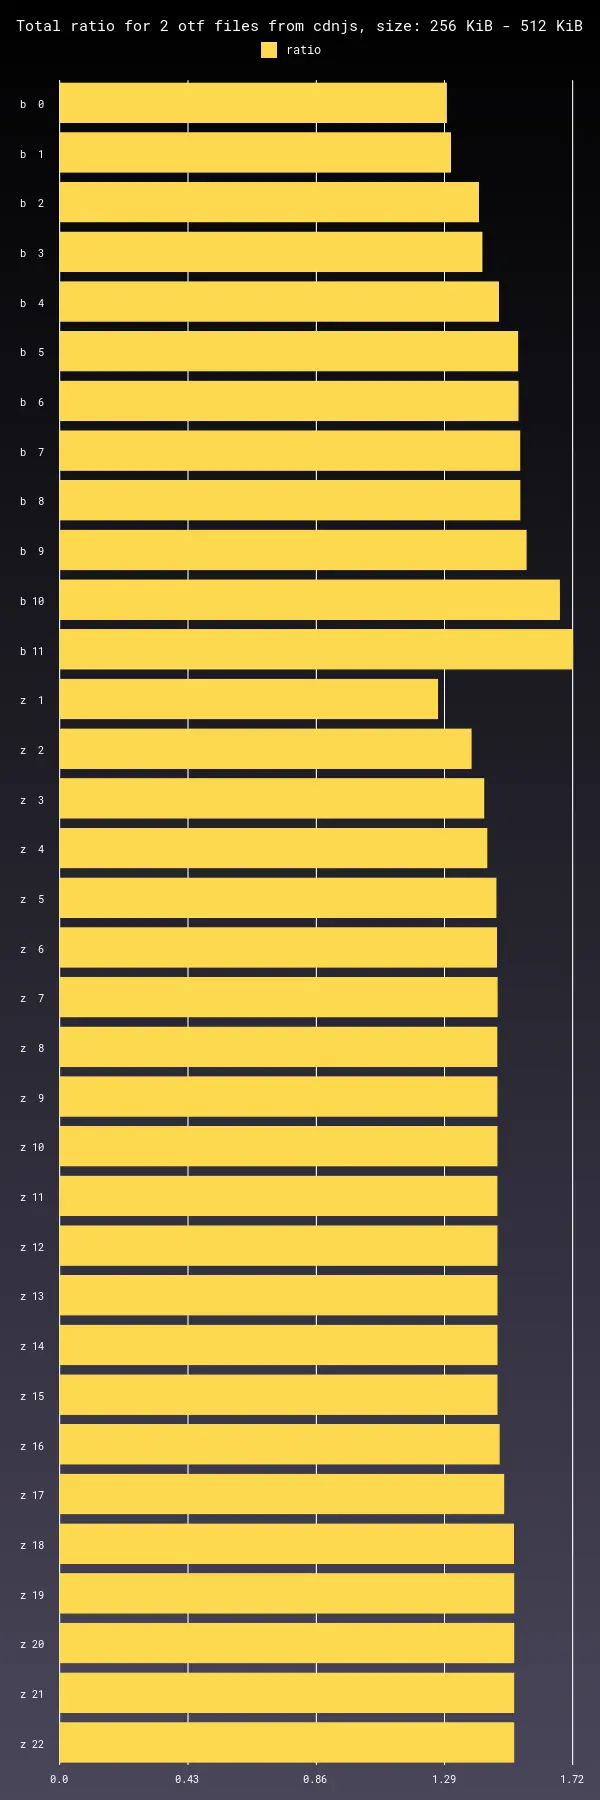 Total ratio for 2 otf files from cdnjs, size: 256 KiB - 512 KiB
ratio
b 0
b 1
b 2
b 3
b 4
b 5
b 6
b 7
b 8
b 9
b 10
b 11
z 1
z 2
z 3
z 4
z 5
z 6
z 7
z 8
z 9
z 10
z 11
z 12
z 13
z 14
z 15
z 16
z 17
z 18
z 19
z 20
z 21
z 22
0.0 0.43 0.86 1.29 1.72